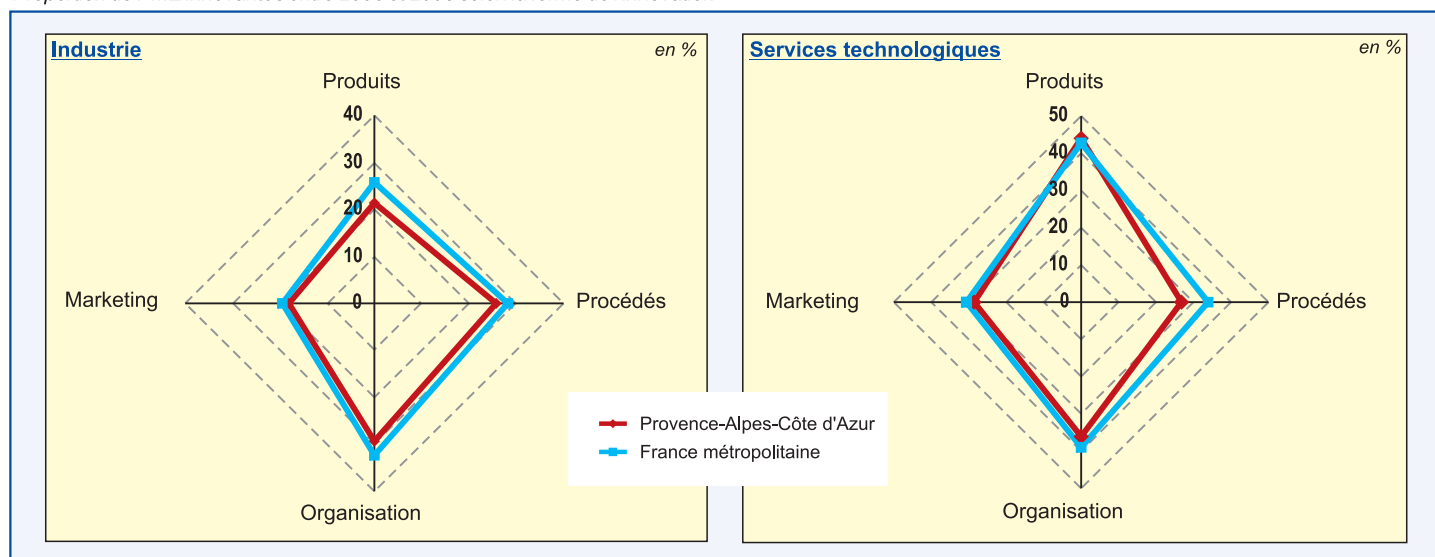 Industrie
en %
Produits
40
30
20
10
0
Marketing
Procédés
Organisation
Services technologiques
en %
Produits
50
40
30
20
10
0
Marketing
Procédés
Organisation
Provence-Alpes-Côte d'Azur
France métropolitaine